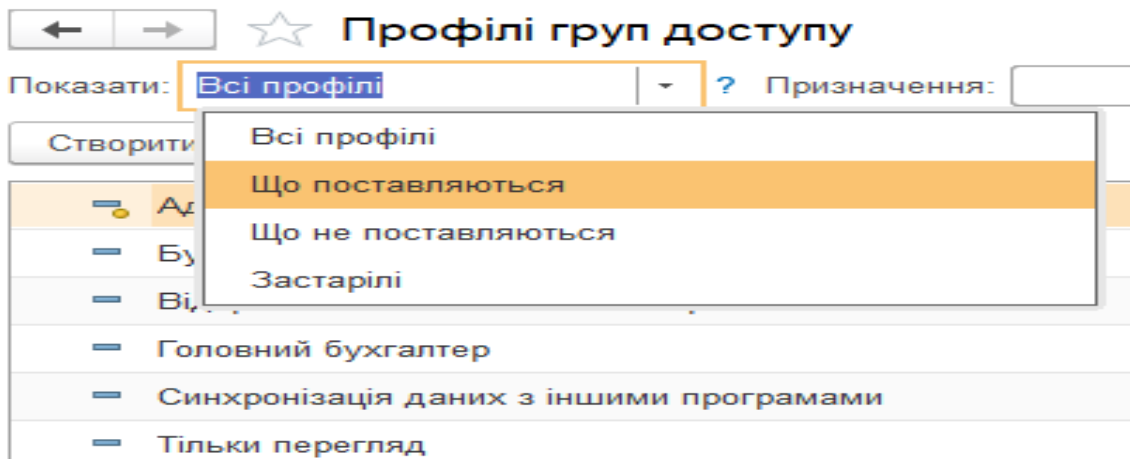 Профілі груп доступу
Показати: Всі профілі ? Призначення:
Створити
Всі профілі
Що поставляються
Що не поставляються
Застарілі
Головний бухгалтер
Синхронізація даних з іншими програмами
Тільки перегляд